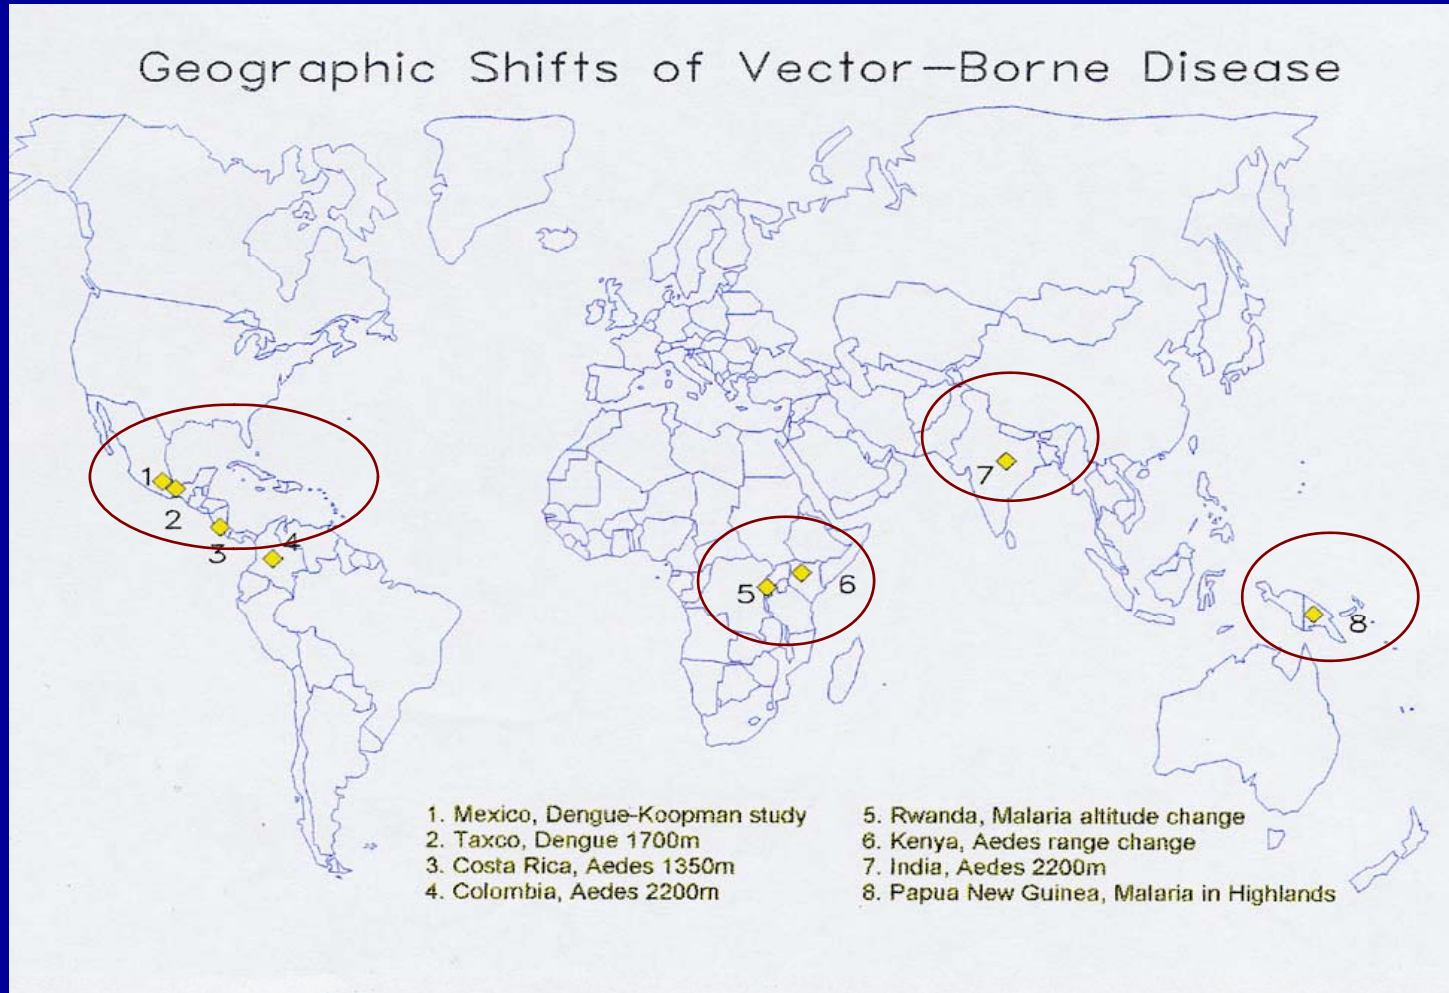 Geographic Shifts of Vector–Borne Disease
1
2
3
4
5
6
7
8
1. Mexico, Dengue-Koopman study
2. Taxco, Dengue 1700m
3. Costa Rica, Aedes 1350m
4. Colombia, Aedes 2200m
5. Rwanda, Malaria altitude change
6. Kenya, Aedes range change
7. India, Aedes 2200m
8. Papua New Guinea, Malaria in Highlands